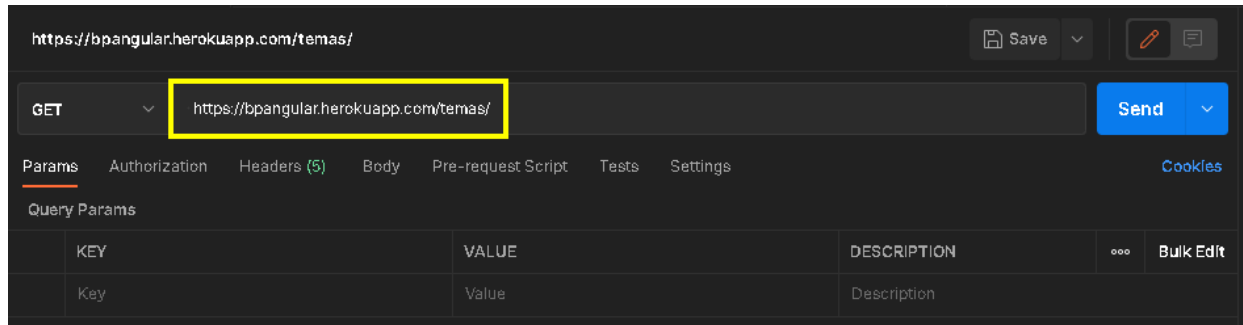 https://bpangular.herokuapp.com/temas/ Save
GET https://bpangular.herokuapp.com/temas/ Send
Params Authorization Headers (5) Body Pre-request Script Tests Settings Cookies
Query Params
KEY VALUE DESCRIPTION ooo Bulk Edit
Key Value Description